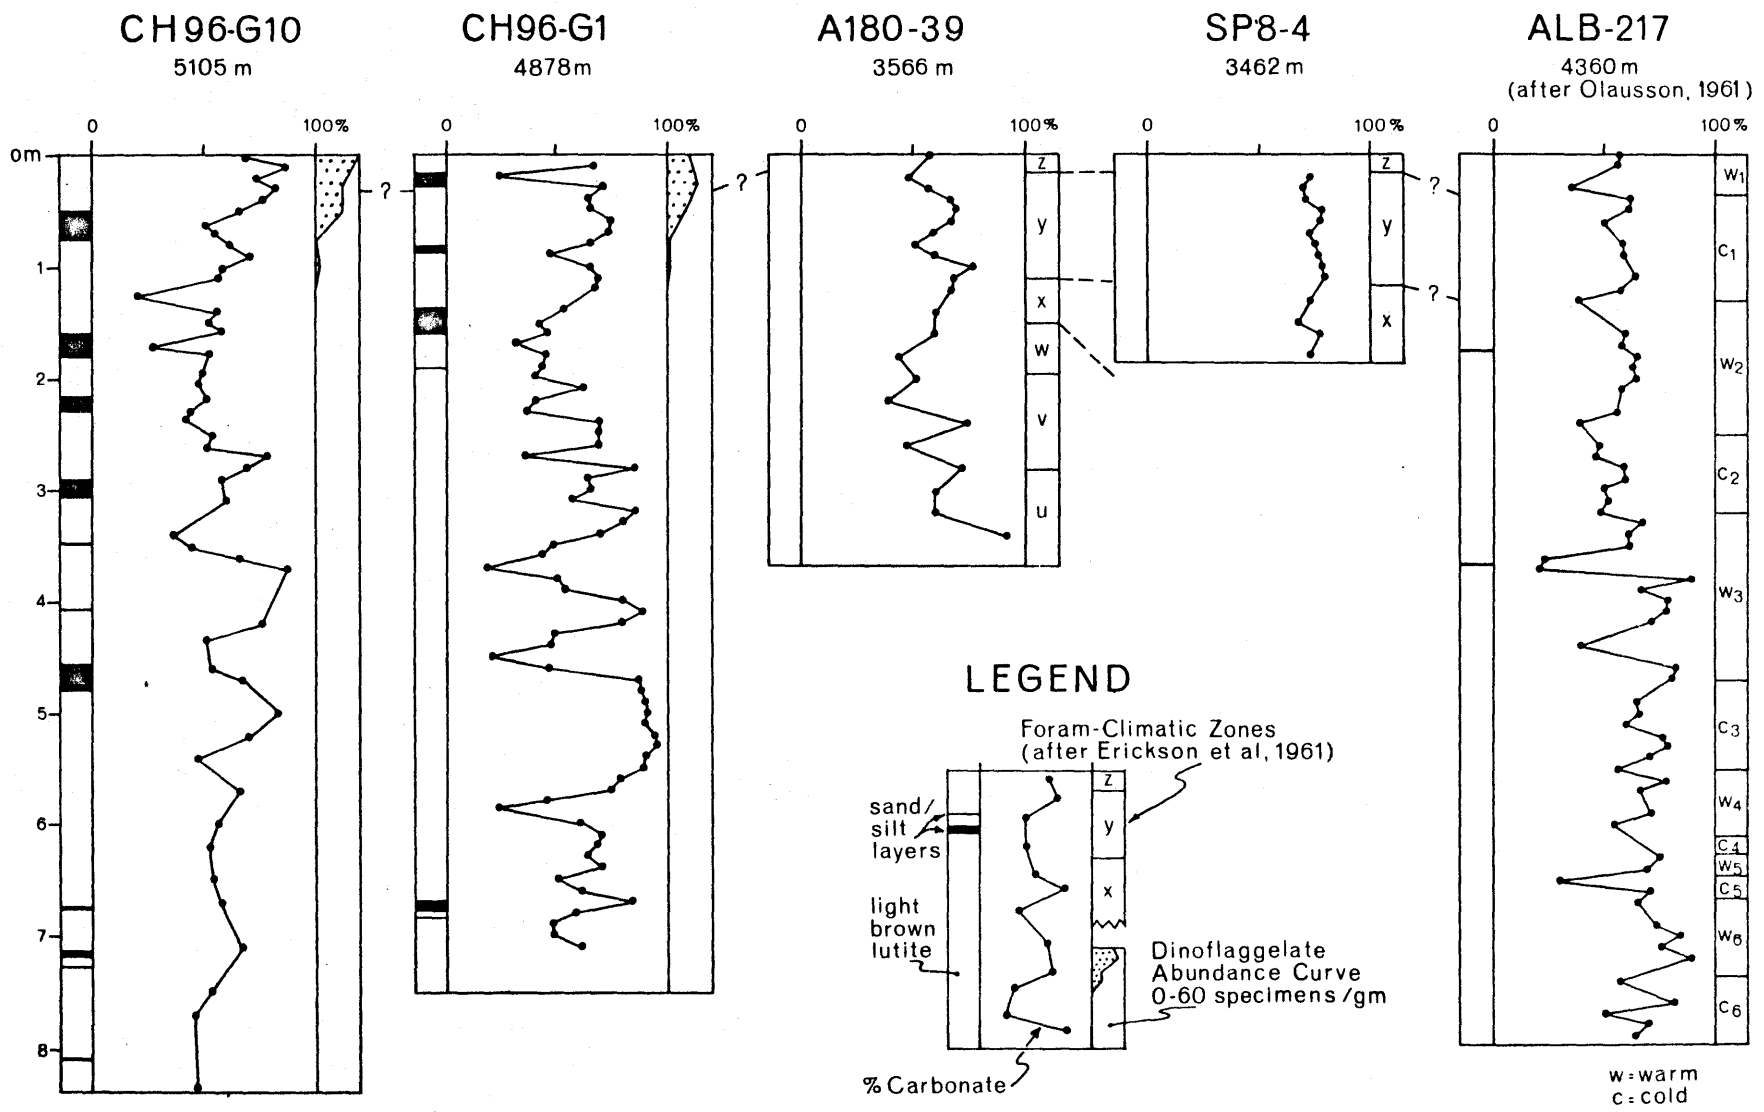 CH96-G10
CH96-G1
A180-39
SP8-4
ALB-217
5105 m
4878m
3566 m
3462 m
4360 m
(after Olausson, 1961)
0
100%
0
100%
0
100%
0
100%
0
100%
0 m
1
2
3
4
5
6
7
8
?
?
?
?
z
y
x
w
v
u
z
y
x
W1
C1
W2
C2
W3
C3
W4
C4
W5
C5
W6
C6
w=warm
c=cold
LEGEND
Foram-Climatic Zones
(after Erickson et al, 1961)
z
y
x
sand/
silt
layers
light
brown
lutite
Dinoflaggelate
Abundance Curve
0-60 specimens/gm
% Carbonate